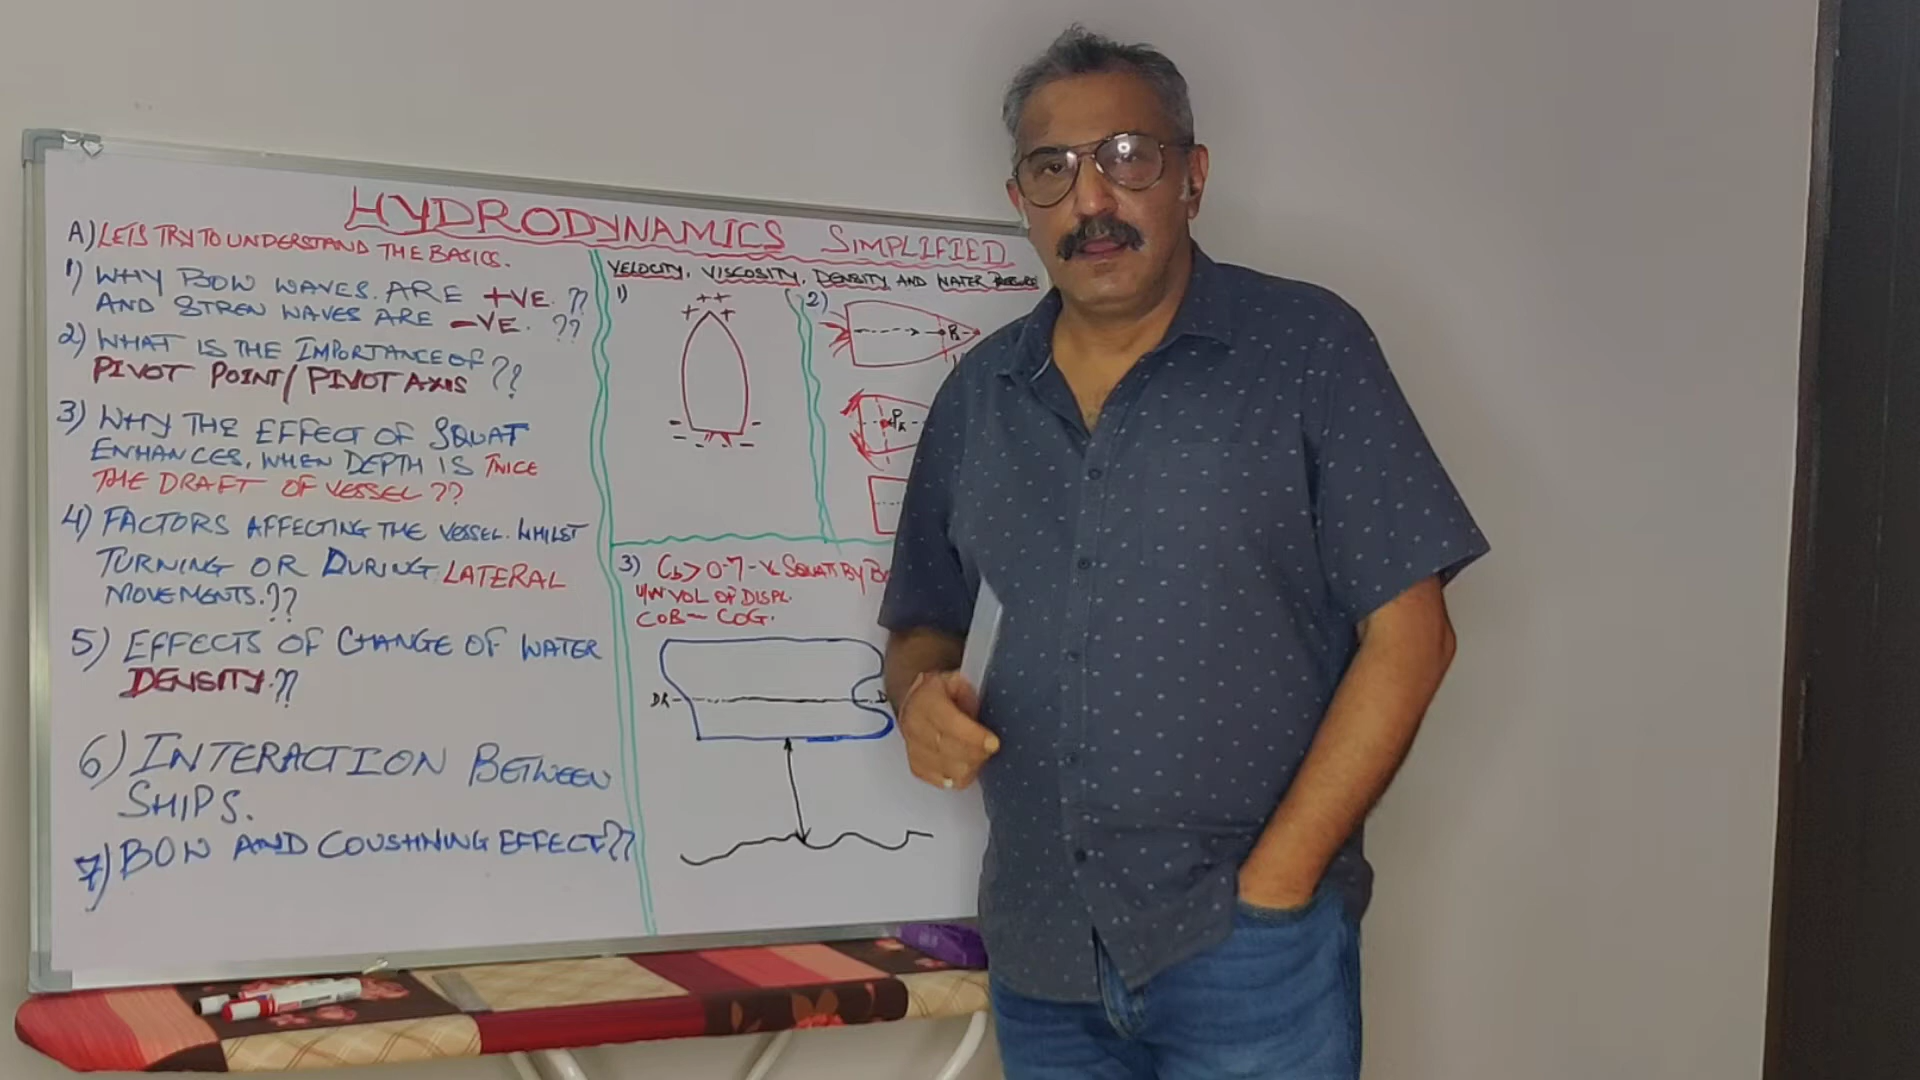 HYDRODYNAMICS SIMPLIFIED
A) LETS TRY TO UNDERSTAND THE BASICS.
1) WHY BOW WAVES ARE +VE. ??
AND STREN WAVES ARE -VE. ??
2) WHAT IS THE IMPORTANCE OF
PIVOT POINT/PIVOT AXIS ??
3) WHY THE EFFECT OF SQUAT
ENHANCES, WHEN DEPTH IS TWICE
THE DRAFT OF VESSEL ??
4) FACTORS AFFECTING THE VESSEL. WHILST
TURNING OR DURING LATERAL
MOVEMENTS.??
5) EFFECTS OF CHANGE OF WATER
DENSITY.??
6) INTERACTION BETWEEN
SHIPS.
7) BOW AND COUSHNING EFFECT??
VELOCITY, VISCOSITY, DENSITY AND WATER PRESSURE
1)
++
+ +
- -
- - - -
2)
3) Cb > 0.7 - SQUATS BY
U/W VOL OF DISPL.
COB - COG.